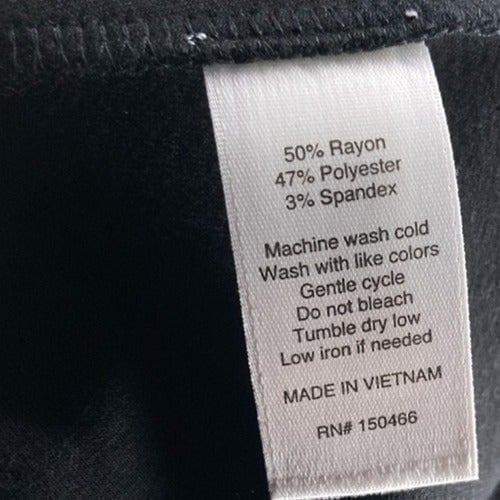 50% Rayon
47% Polyester
3% Spandex
Machine wash cold
Wash with like colors
Gentle cycle
Do not bleach
Tumble dry low
Low iron if needed
MADE IN VIETNAM
RN# 150466